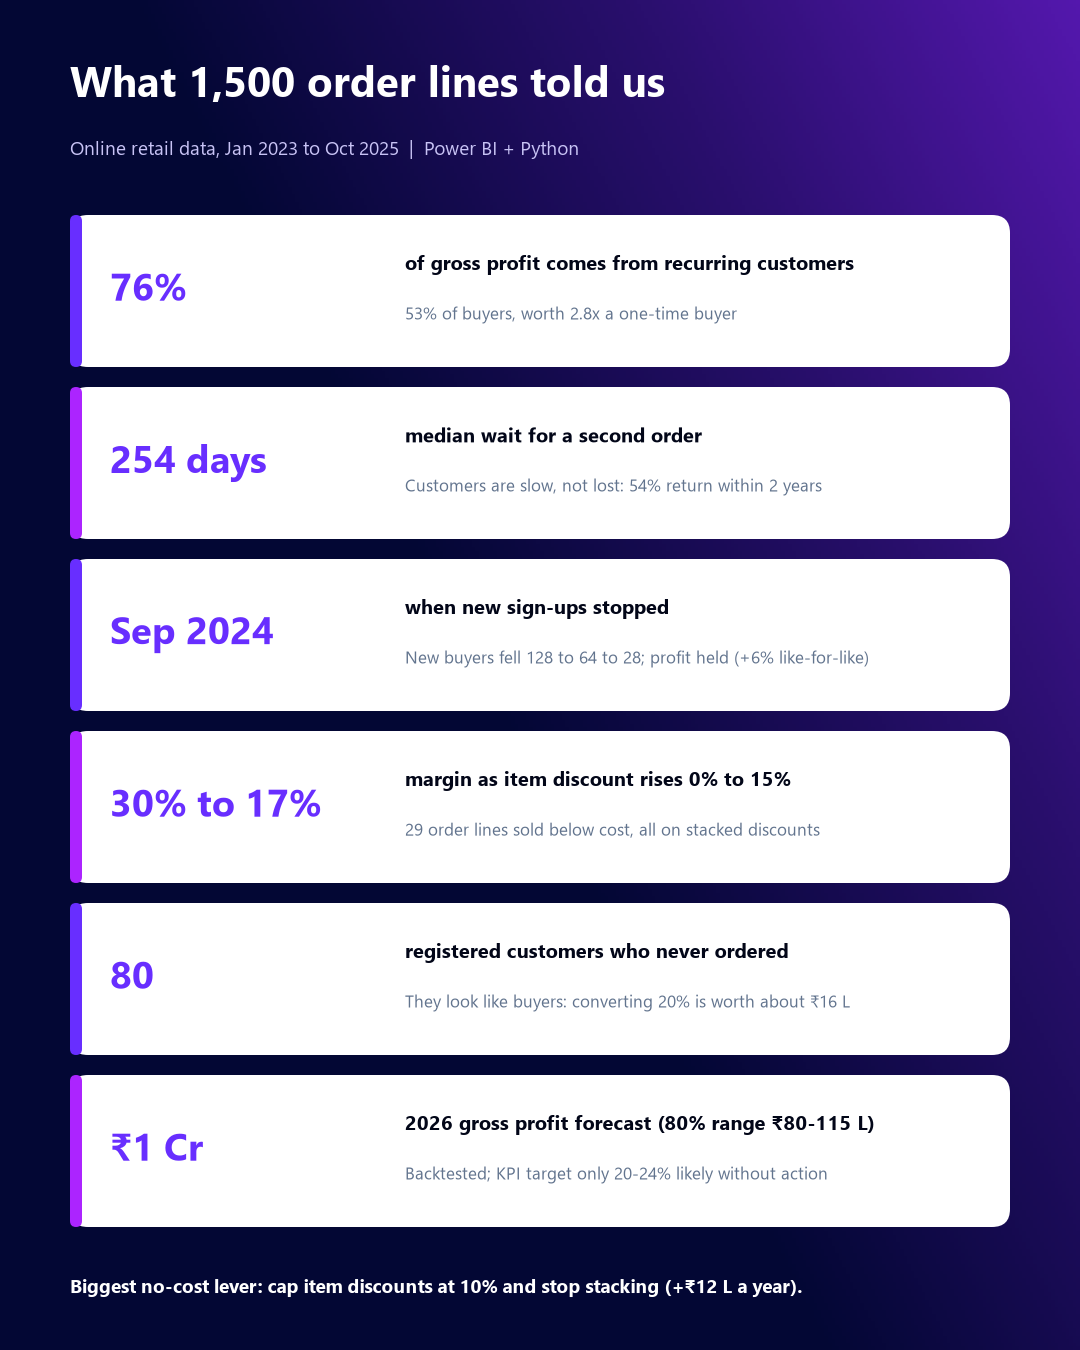 What 1,500 order lines told us
Online retail data, Jan 2023 to Oct 2025 | Power BI + Python
76%
of gross profit comes from recurring customers
53% of buyers, worth 2.8x a one-time buyer
254 days
median wait for a second order
Customers are slow, not lost: 54% return within 2 years
Sep 2024
when new sign-ups stopped
New buyers fell 128 to 64 to 28; profit held (+6% like-for-like)
30% to 17%
margin as item discount rises 0% to 15%
29 order lines sold below cost, all on stacked discounts
80
registered customers who never ordered
They look like buyers: converting 20% is worth about ₹16 L
₹1 Cr
2026 gross profit forecast (80% range ₹80-115 L)
Backtested; KPI target only 20-24% likely without action
Biggest no-cost lever: cap item discounts at 10% and stop stacking (+₹12 L a year).